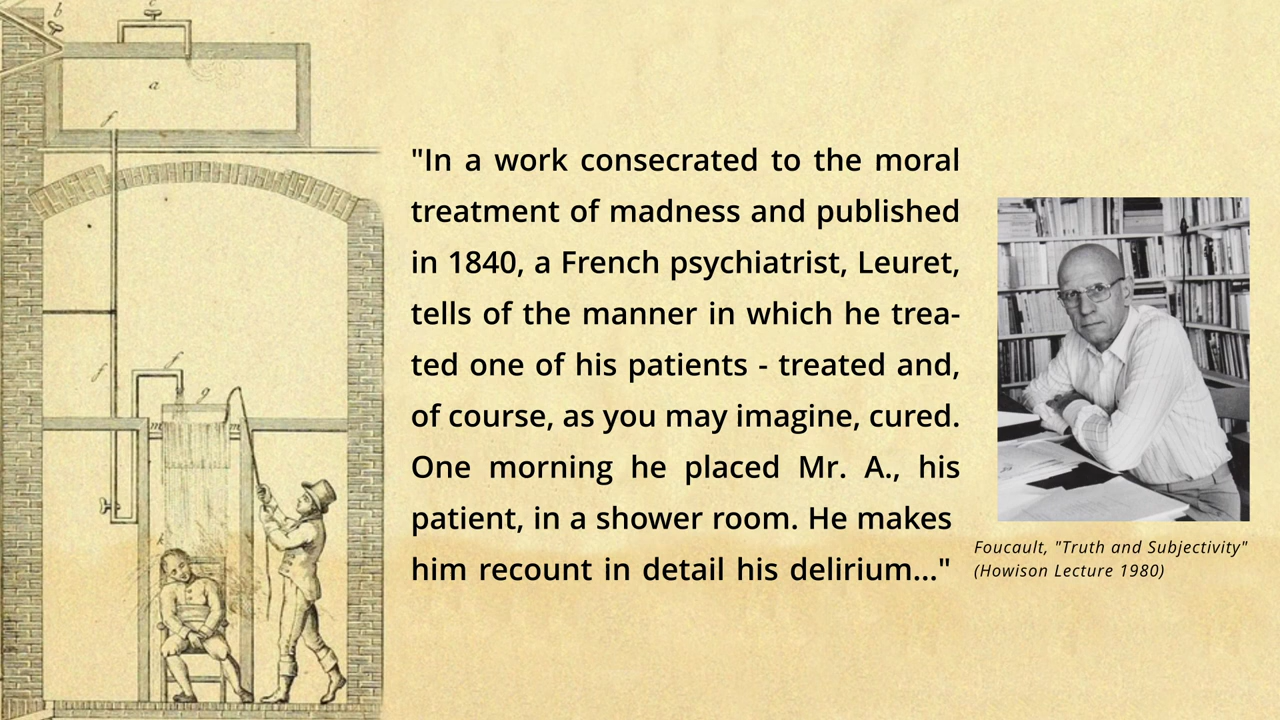 b
c
a
f
f
f
g
m
m
"In a work consecrated to the moral
treatment of madness and published
in 1840, a French psychiatrist, Leuret,
tells of the manner in which he trea-
ted one of his patients - treated and,
of course, as you may imagine, cured.
One morning he placed Mr. A., his
patient, in a shower room. He makes
him recount in detail his delirium..."
Foucault, "Truth and Subjectivity"
(Howison Lecture 1980)